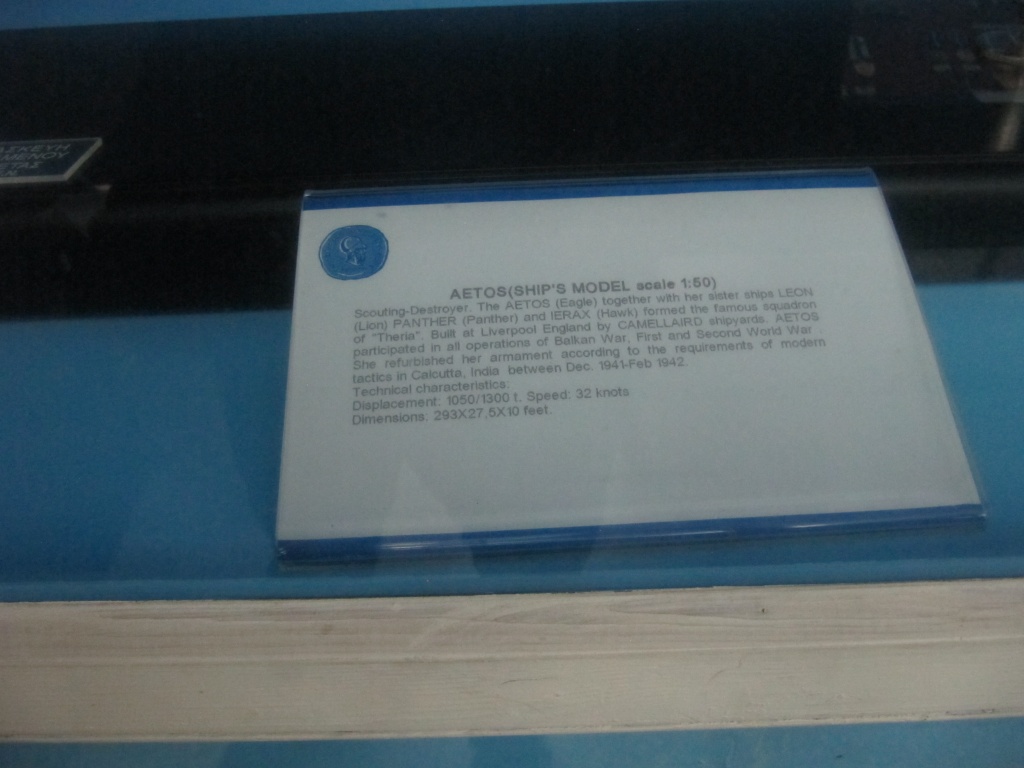 ΣΚΕΥΗ
AETOS(SHIP'S MODEL scale 1:50)
Scouting-Destroyer. The AETOS (Eagle) together with her sister ships LEON
(Lion) PANTHER (Panther) and IERAX (Hawk) formed the famous squadron
of "Theria". Built at Liverpool England by CAMELLAIRD shipyards. AETOS
participated in all operations of Balkan War, First and Second World War .
She refurbished her armament according to the requirements of modern
tactics in Calcutta, India between Dec. 1941-Feb 1942.
Technical characteristics:
Displacement: 1050/1300 t. Speed: 32 knots
Dimensions: 293X27,5X10 feet.